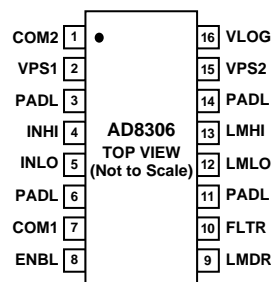 COM2 1 16 VLOG
VPS1 2 15 VPS2
PADL 3 14 PADL
INHI 4 AD8306 13 LMHI
TOP VIEW
INLO 5 (Not to Scale) 12 LMLO
PADL 6 11 PADL
COM1 7 10 FLTR
ENBL 8 9 LMDR